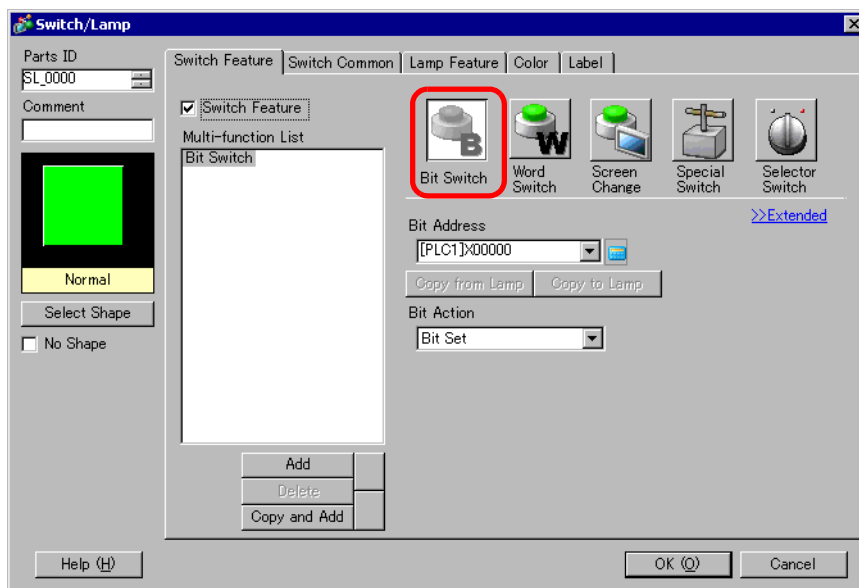 Switch/Lamp
Parts ID
SL_0000
Comment
Normal
Select Shape
No Shape
Switch Feature
Switch Common
Lamp Feature
Color
Label
Switch Feature
Multi-function List
Bit Switch
Add
Delete
Copy and Add
B
Bit Switch
W
Word
Switch
Screen
Change
Special
Switch
Selector
Switch
>>Extended
Bit Address
[PLC1]X00000
Copy from Lamp
Copy to Lamp
Bit Action
Bit Set
Help (H)
OK (O)
Cancel